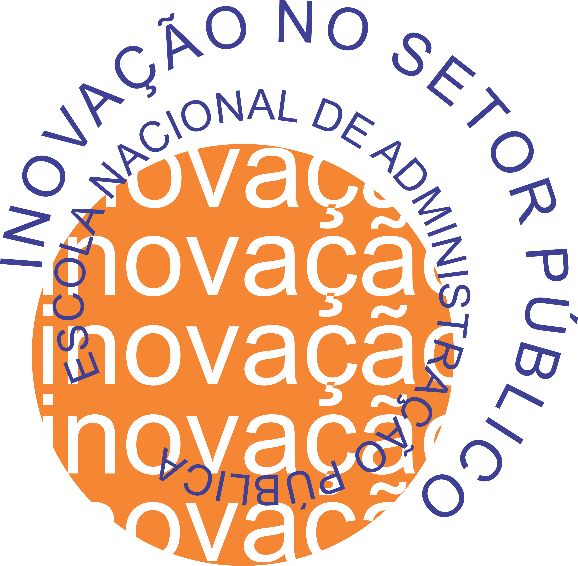 INOVAÇÃO NO SETOR PÚBLICO
ESCOLA NACIONAL DE ADMINISTRAÇÃO PÚBLICA
inovação
inovação
inovação
inovação
inovação